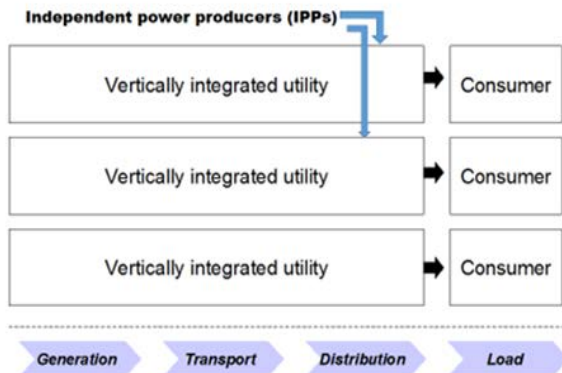 Independent power producers (IPPs)
Vertically integrated utility
Consumer
Vertically integrated utility
Consumer
Vertically integrated utility
Consumer
Generation
Transport
Distribution
Load